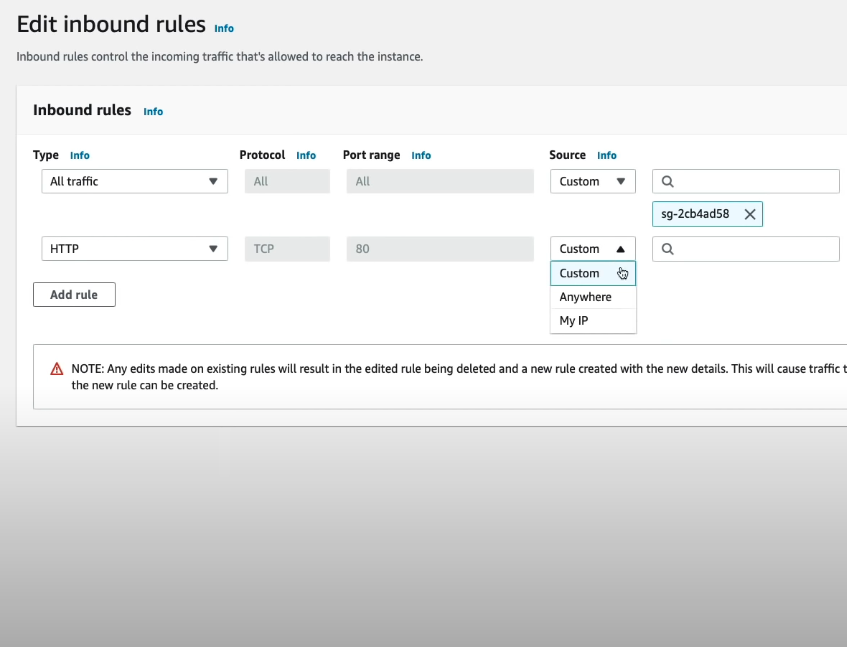 Edit inbound rules Info
Inbound rules control the incoming traffic that's allowed to reach the instance.
Inbound rules Info
Type Info Protocol Info Port range Info Source Info
All traffic All All Custom
sg-2cb4ad58
HTTP TCP 80 Custom
Custom
Add rule
Anywhere
My IP
NOTE: Any edits made on existing rules will result in the edited rule being deleted and a new rule created with the new details. This will cause traffic
the new rule can be created.